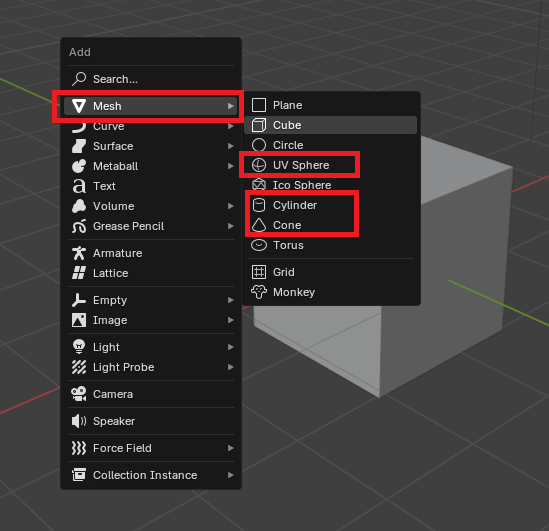 Add
Search...
Mesh
Curve
Surface
Metaball
Text
Volume
Grease Pencil
Armature
Lattice
Empty
Image
Light
Light Probe
Camera
Speaker
Force Field
Collection Instance
Plane
Cube
Circle
UV Sphere
Ico Sphere
Cylinder
Cone
Torus
Grid
Monkey